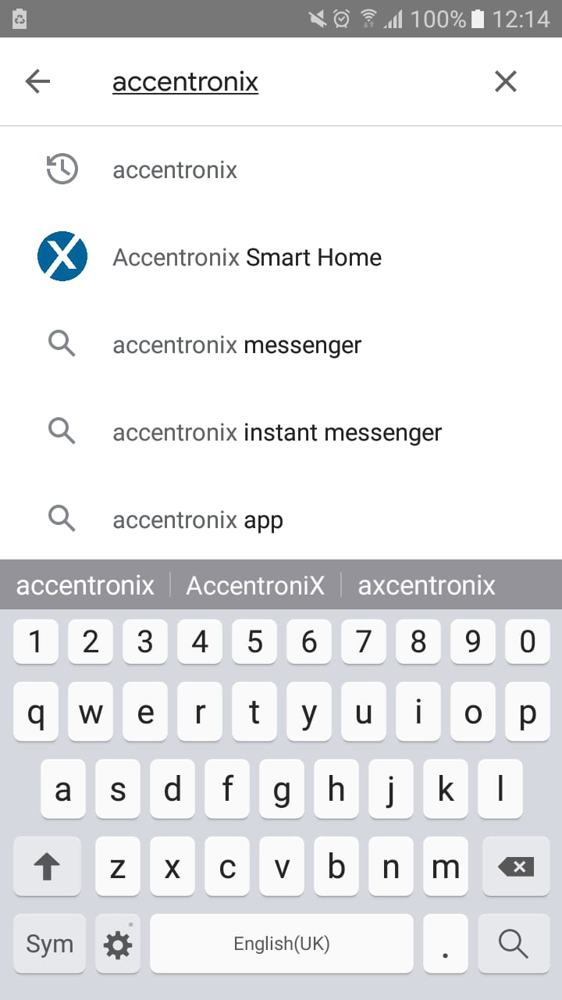 100% 12:14
accentronix
accentronix
Accentronix Smart Home
accentronix messenger
accentronix instant messenger
accentronix app
accentronix AccentroniX axcentronix
1 2 3 4 5 6 7 8 9 0
q w e r t y u i o p
a s d f g h j k l
z x c v b n m
Sym English(UK) .